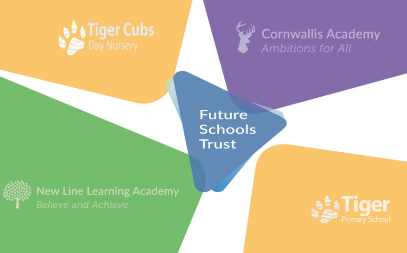 Tiger Cubs
Day Nursery
Cornwallis Academy
Ambitions for All
Future
Schools
Trust
New Line Learning Academy
Believe and Achieve
Tiger
Primary School